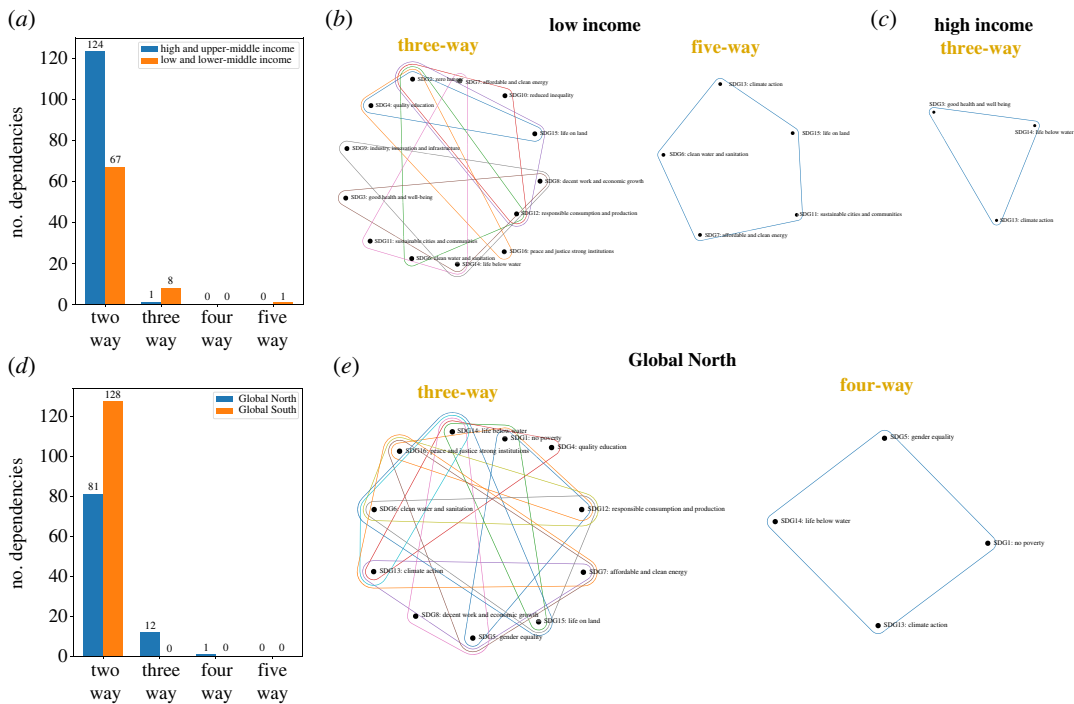 (a)
no. dependencies
120
100
80
60
40
20
0
124
67
1
8
0
0
0
1
high and upper-middle income
low and lower-middle income
two way
three way
four way
five way
(b)
low income
three-way
SDG2: zero hunger
SDG7: affordable and clean energy
SDG10: reduced inequality
SDG4: quality education
SDG15: life on land
SDG9: industry, innovation and infrastructure
SDG8: decent work and economic growth
SDG3: good health and well-being
SDG12: responsible consumption and production
SDG11: sustainable cities and communities
SDG16: peace and justice strong institutions
SDG6: clean water and sanitation
SDG14: life below water
five-way
SDG13: climate action
SDG15: life on land
SDG6: clean water and sanitation
SDG11: sustainable cities and communities
SDG7: affordable and clean energy
(c)
high income
three-way
SDG3: good health and well being
SDG14: life below water
SDG13: climate action
(d)
no. dependencies
120
100
80
60
40
20
0
81
128
12
0
1
0
0
0
Global North
Global South
two way
three way
four way
five way
(e)
Global North
three-way
SDG14: life below water
SDG1: no poverty
SDG4: quality education
SDG16: peace and justice strong institutions
SDG6: clean water and sanitation
SDG12: responsible consumption and production
SDG13: climate action
SDG7: affordable and clean energy
SDG8: decent work and economic growth
SDG15: life on land
SDG5: gender equality
four-way
SDG5: gender equality
SDG14: life below water
SDG1: no poverty
SDG13: climate action